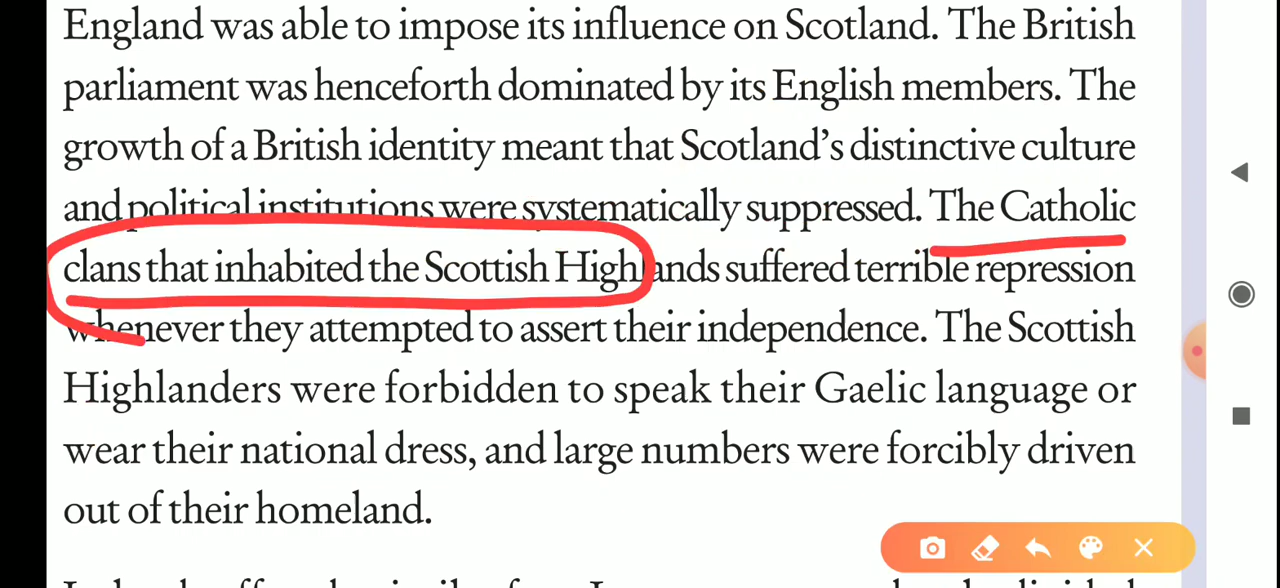 England was able to impose its influence on Scotland. The British
parliament was henceforth dominated by its English members. The
growth of a British identity meant that Scotland's distinctive culture
and political institutions were systematically suppressed. The Catholic
clans that inhabited the Scottish Highlands suffered terrible repression
whenever they attempted to assert their independence. The Scottish
Highlanders were forbidden to speak their Gaelic language or
wear their national dress, and large numbers were forcibly driven
out of their homeland.